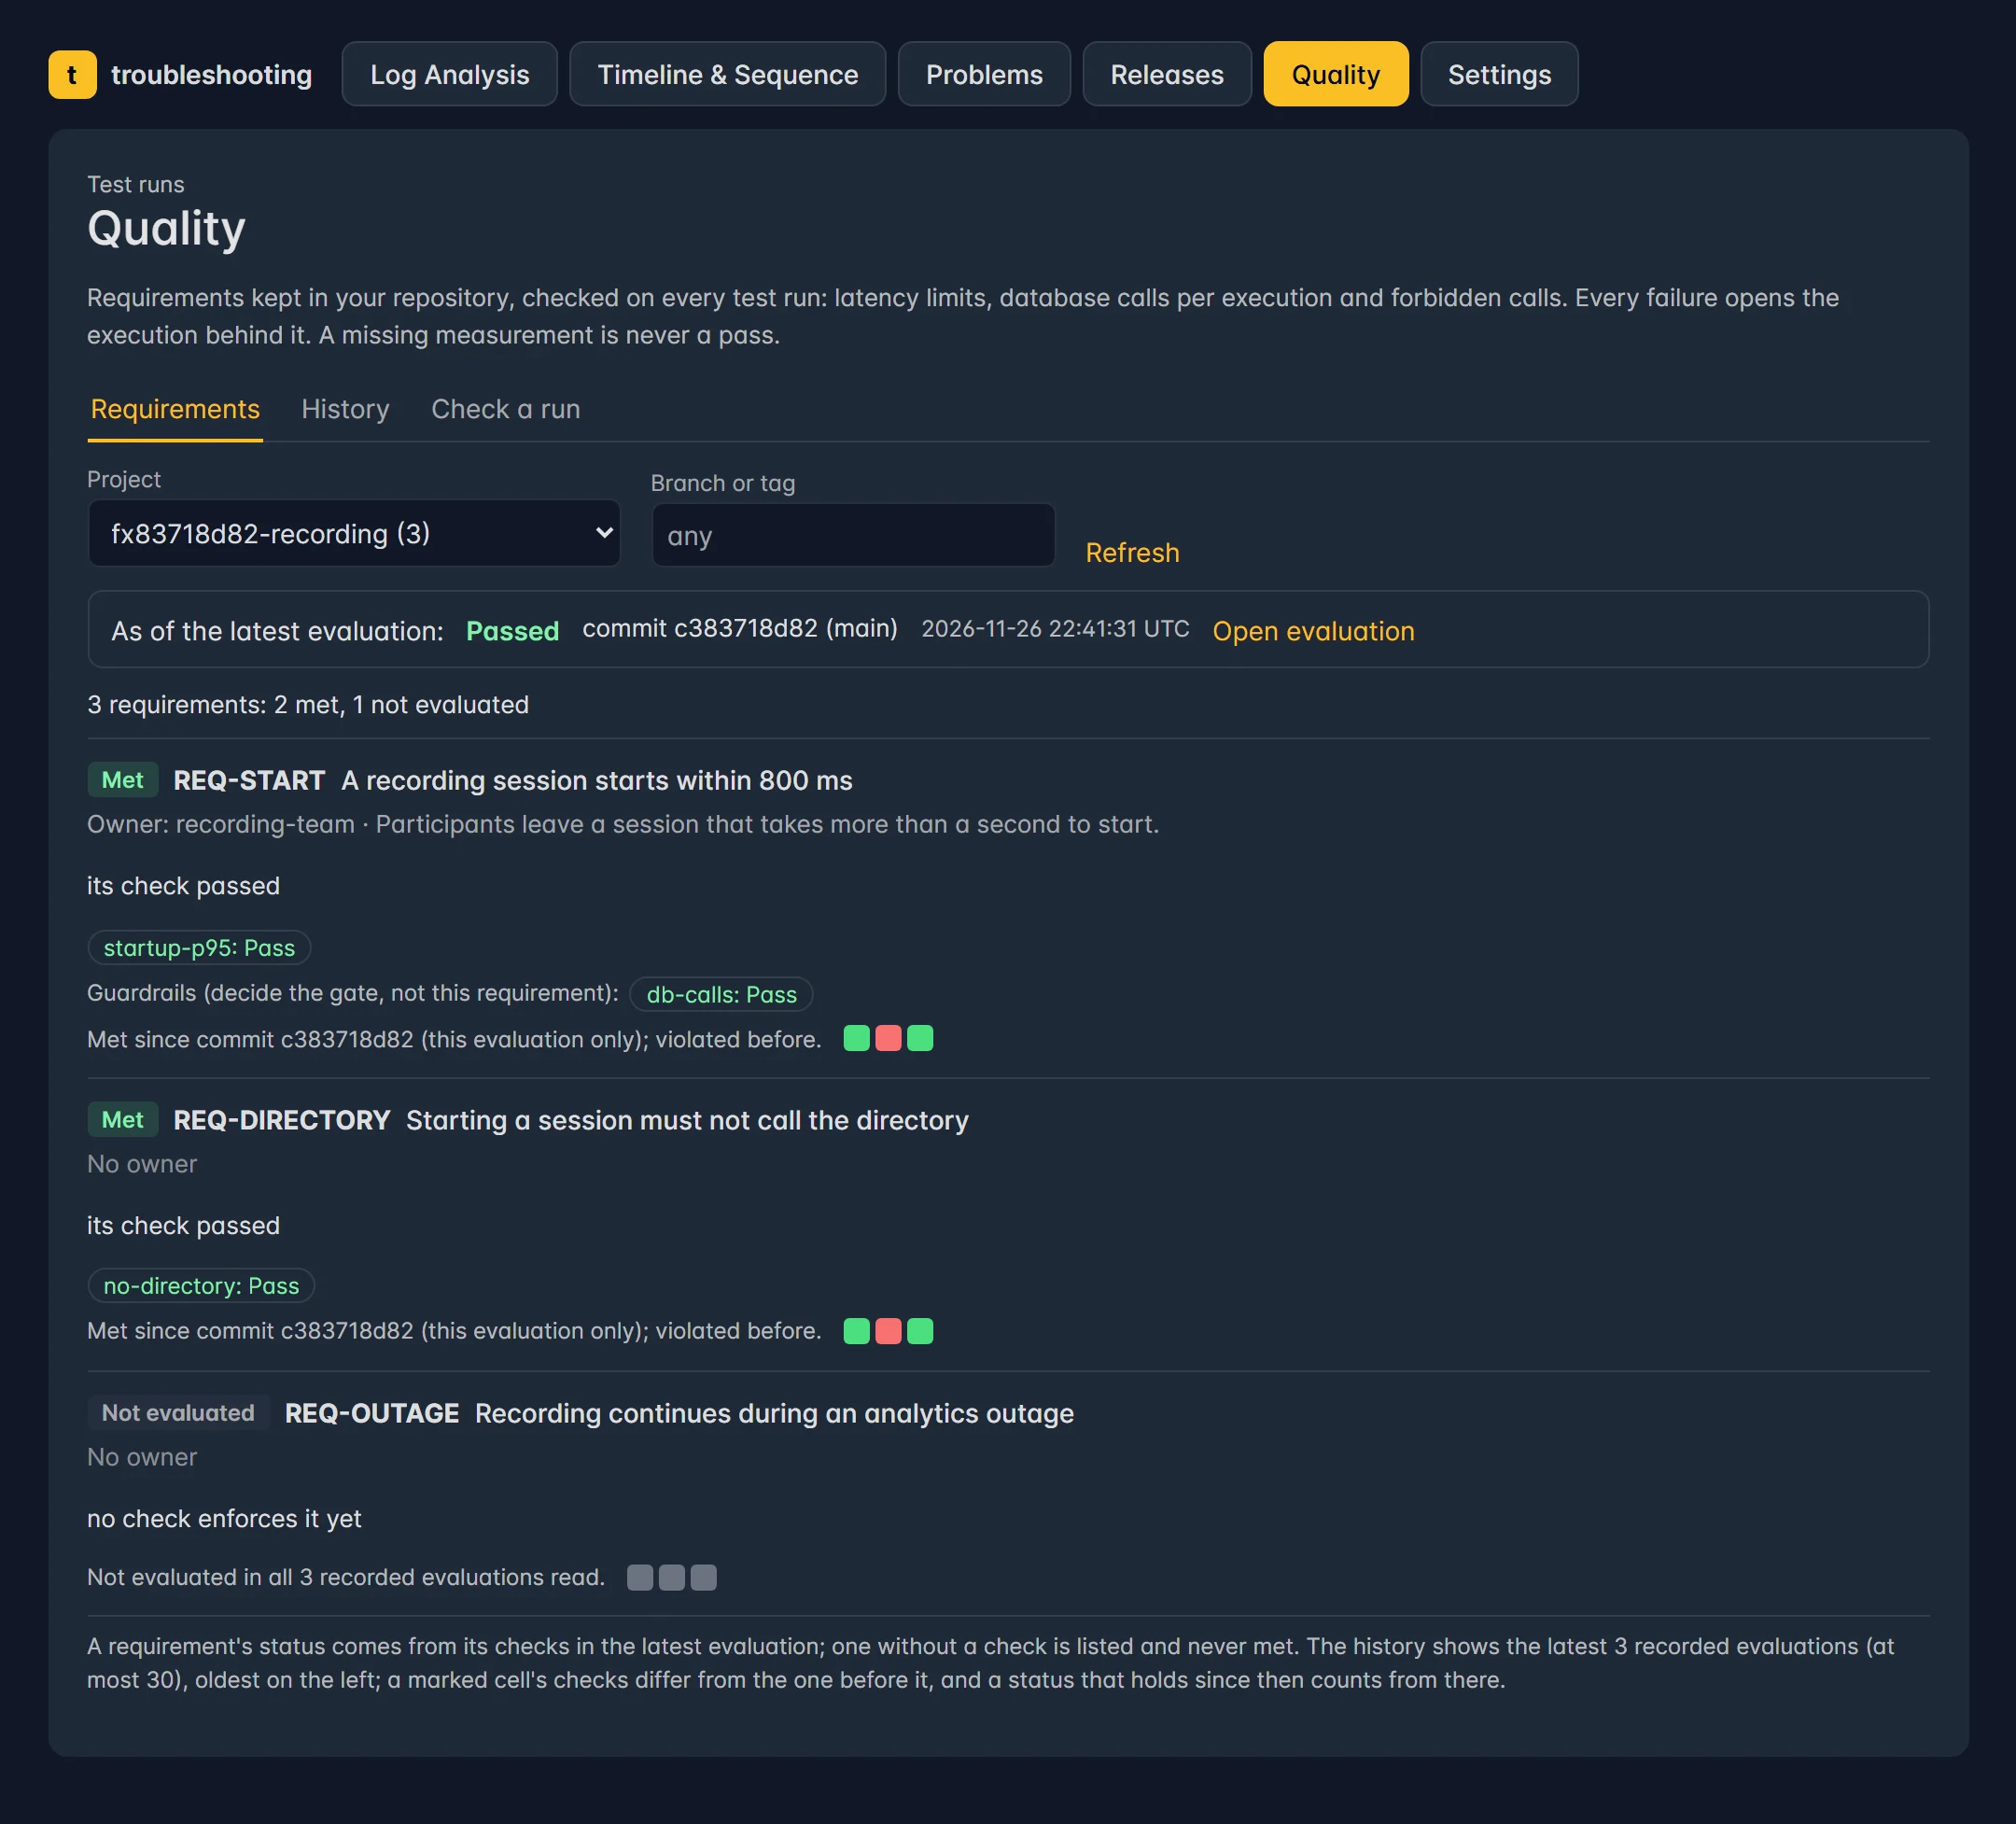 t troubleshooting Log Analysis Timeline & Sequence Problems Releases Quality Settings
Test runs
Quality
Requirements kept in your repository, checked on every test run: latency limits, database calls per execution and forbidden calls. Every failure opens the
execution behind it. A missing measurement is never a pass.
Requirements History Check a run
Project Branch or tag
fx83718d82-recording (3) any Refresh
As of the latest evaluation: Passed commit c383718d82 (main) 2026-11-26 22:41:31 UTC Open evaluation
3 requirements: 2 met, 1 not evaluated
Met REQ-START A recording session starts within 800 ms
Owner: recording-team · Participants leave a session that takes more than a second to start.
its check passed
startup-p95: Pass
Guardrails (decide the gate, not this requirement): db-calls: Pass
Met since commit c383718d82 (this evaluation only); violated before.
Met REQ-DIRECTORY Starting a session must not call the directory
No owner
its check passed
no-directory: Pass
Met since commit c383718d82 (this evaluation only); violated before.
Not evaluated REQ-OUTAGE Recording continues during an analytics outage
No owner
no check enforces it yet
Not evaluated in all 3 recorded evaluations read.
A requirement's status comes from its checks in the latest evaluation; one without a check is listed and never met. The history shows the latest 3 recorded evaluations (at
most 30), oldest on the left; a marked cell's checks differ from the one before it, and a status that holds since then counts from there.